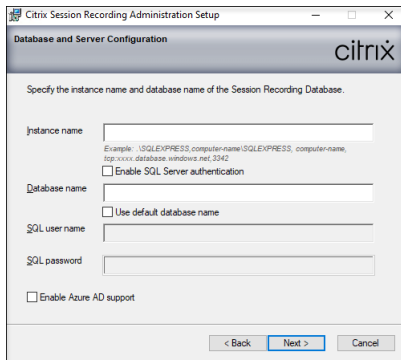 Citrix Session Recording Administration Setup
Database and Server Configuration
citrix
Specify the instance name and database name of the Session Recording Database.
Instance name
Example: .\SQLEXPRESS,computer-name\SQLEXPRESS, computer-name,
tcp:xxxx.database.windows.net,3342
Enable SQL Server authentication
Database name
Use default database name
SQL user name
SQL password
Enable Azure AD support
< Back
Next >
Cancel